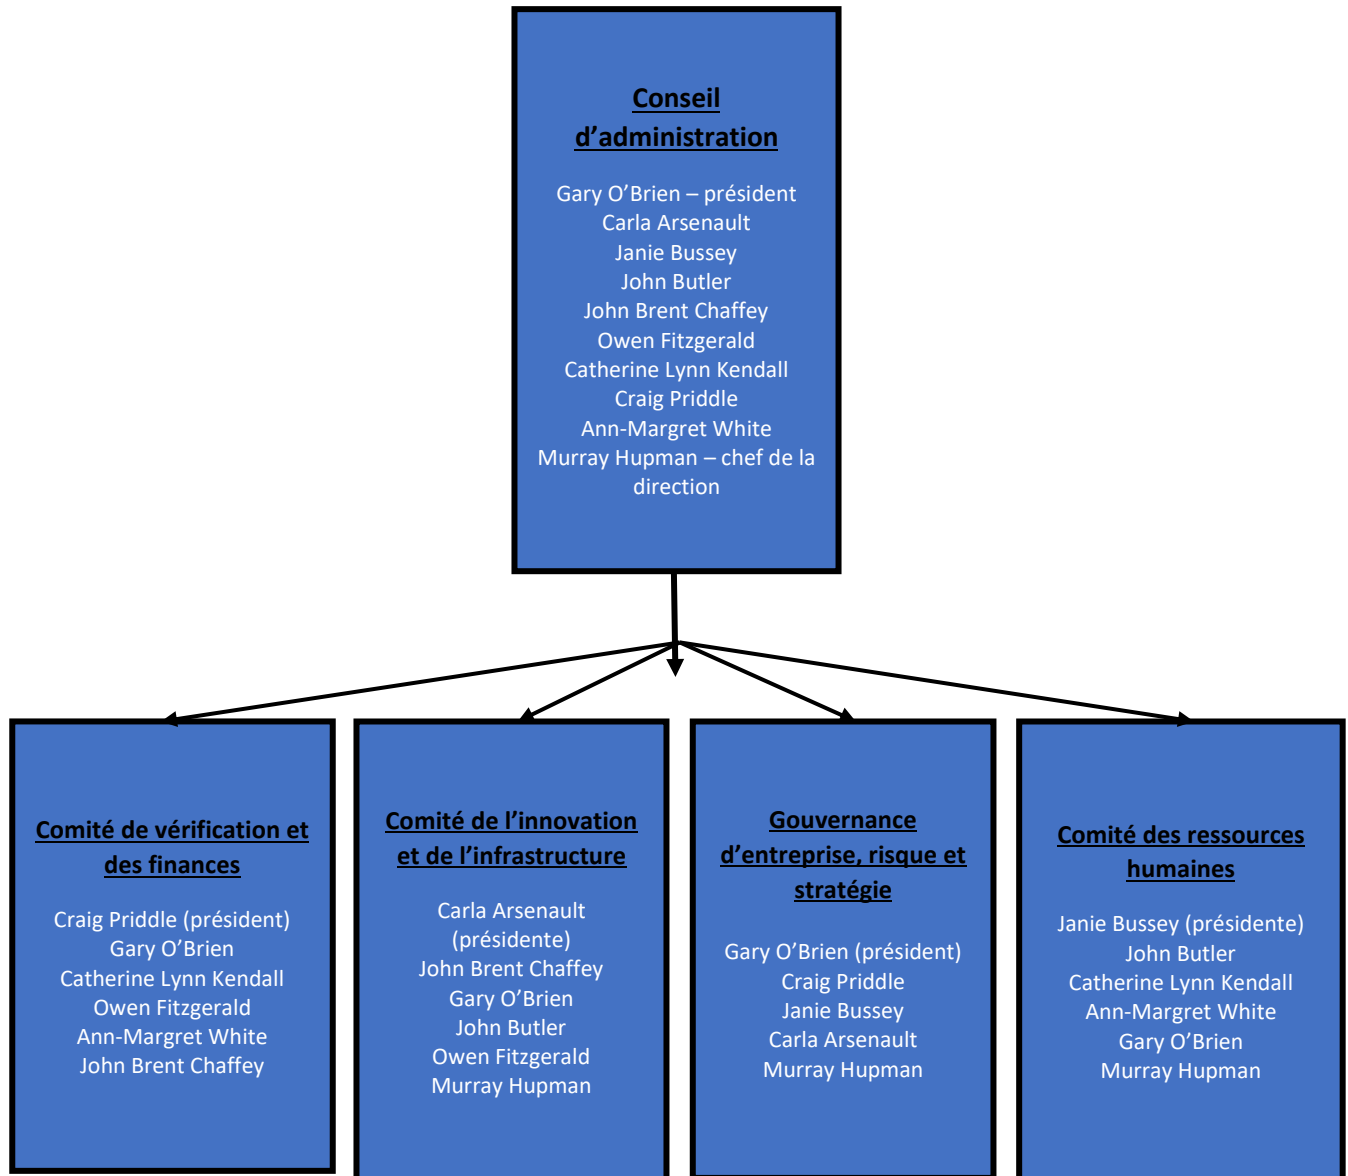 Conseil
d’administration
Gary O’Brien – président
Carla Arsenault
Janie Bussey
John Butler
John Brent Chaffey
Owen Fitzgerald
Catherine Lynn Kendall
Craig Priddle
Ann-Margret White
Murray Hupman – chef de la
direction
Comité de vérification et
des finances
Craig Priddle (président)
Gary O’Brien
Catherine Lynn Kendall
Owen Fitzgerald
Ann-Margret White
John Brent Chaffey
Comité de l’innovation
et de l’infrastructure
Carla Arsenault
(présidente)
John Brent Chaffey
Gary O’Brien
John Butler
Owen Fitzgerald
Murray Hupman
Gouvernance
d’entreprise, risque et
stratégie
Gary O’Brien (président)
Craig Priddle
Janie Bussey
Carla Arsenault
Murray Hupman
Comité des ressources
humaines
Janie Bussey (présidente)
John Butler
Catherine Lynn Kendall
Ann-Margret White
Gary O’Brien
Murray Hupman